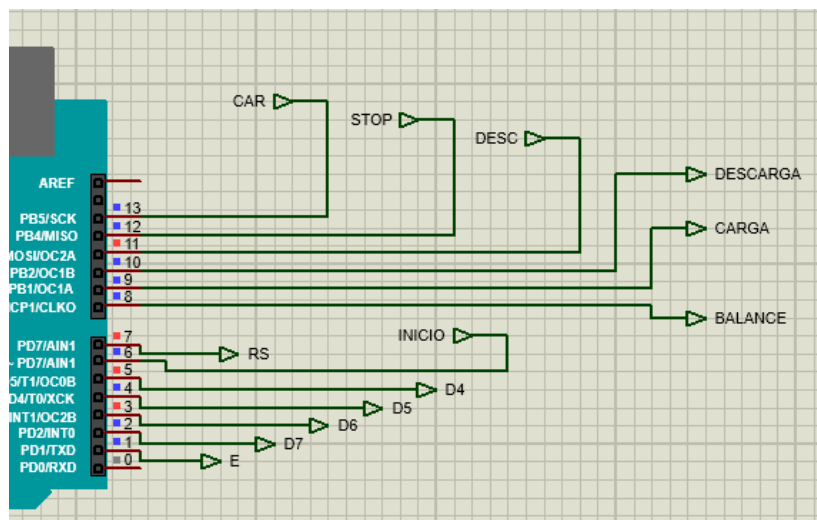 CAR
STOP
DESC
DESCARGA
CARGA
BALANCE
AREF
13
PB5/SCK
12
PB4/MISO
11
MOSI/OC2A
10
PB2/OC1B
9
PB1/OC1A
8
CP1/CLKO
7
PD7/AIN1
6
~ PD7/AIN1
5
5/T1/OC0B
4
D4/T0/XCK
3
INT1/OC2B
2
PD2/INT0
1
PD1/TXD
0
PD0/RXD
INICIO
RS
D4
D5
D6
D7
E